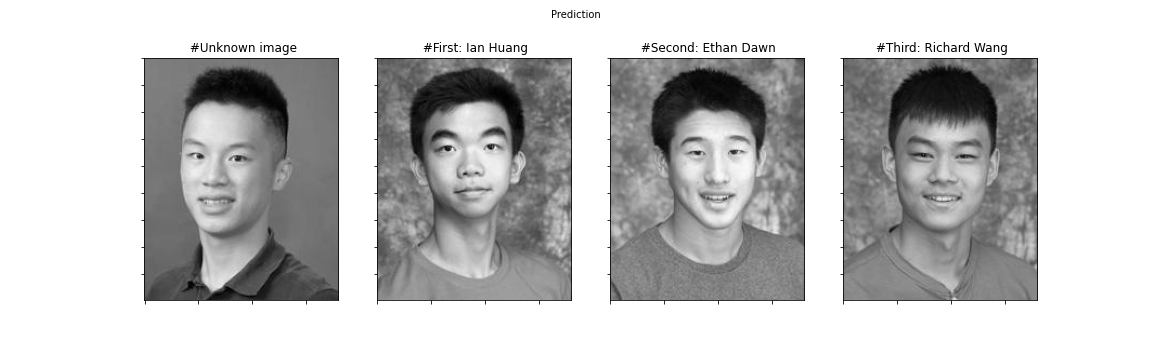 Prediction
#Unknown image
#First: Ian Huang
#Second: Ethan Dawn
#Third: Richard Wang